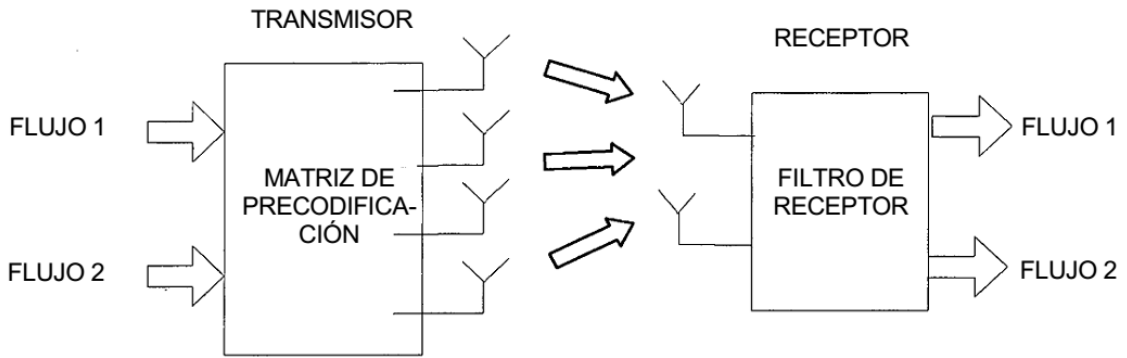 TRANSMISOR
RECEPTOR
FLUJO 1
FLUJO 2
MATRIZ DE
PRECODIFICA-
CIÓN
FILTRO DE
RECEPTOR
FLUJO 1
FLUJO 2